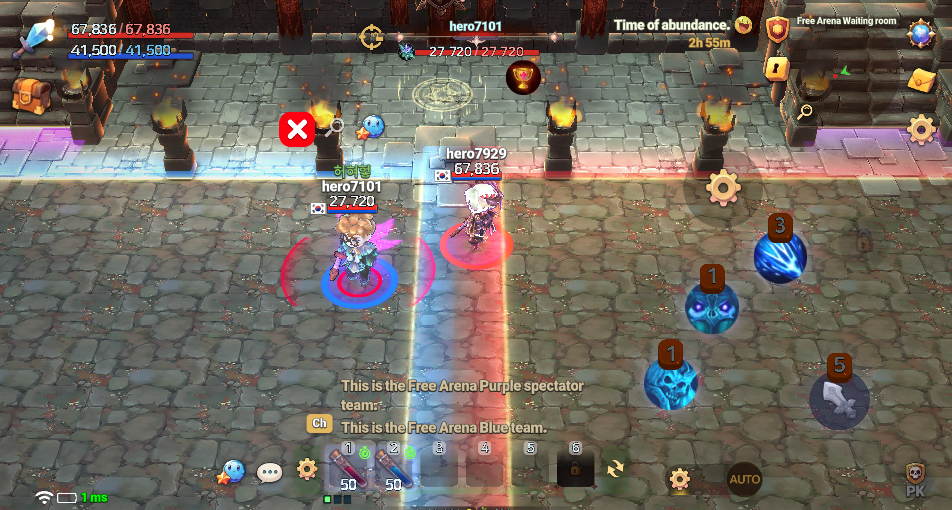 67,836/67,836
41,500/41,500
hero7101
27,720/27,720
Time of abundance.
2h 55m
Free Arena Waiting room
hero7929
67,836
허여멀
hero7101
27,720
3
1
1
5
This is the Free Arena Purple spectator
team.
Ch
This is the Free Arena Blue team.
1 2 3 4 5 6
50 50
AUTO
PK
1 ms